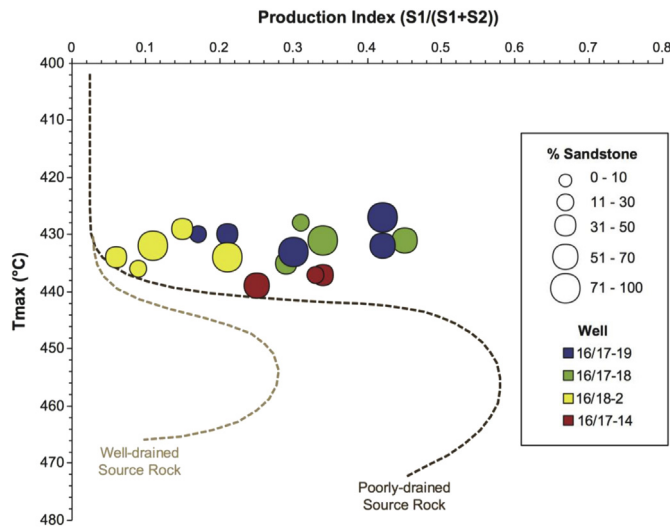 Production Index (S1/(S1+S2))
0 0.1 0.2 0.3 0.4 0.5 0.6 0.7 0.8
Tmax (°C)
400
410
420
430
440
450
460
470
480
Well-drained
Source Rock
Poorly-drained
Source Rock
% Sandstone
0 - 10
11 - 30
31 - 50
51 - 70
71 - 100
Well
16/17-19
16/17-18
16/18-2
16/17-14